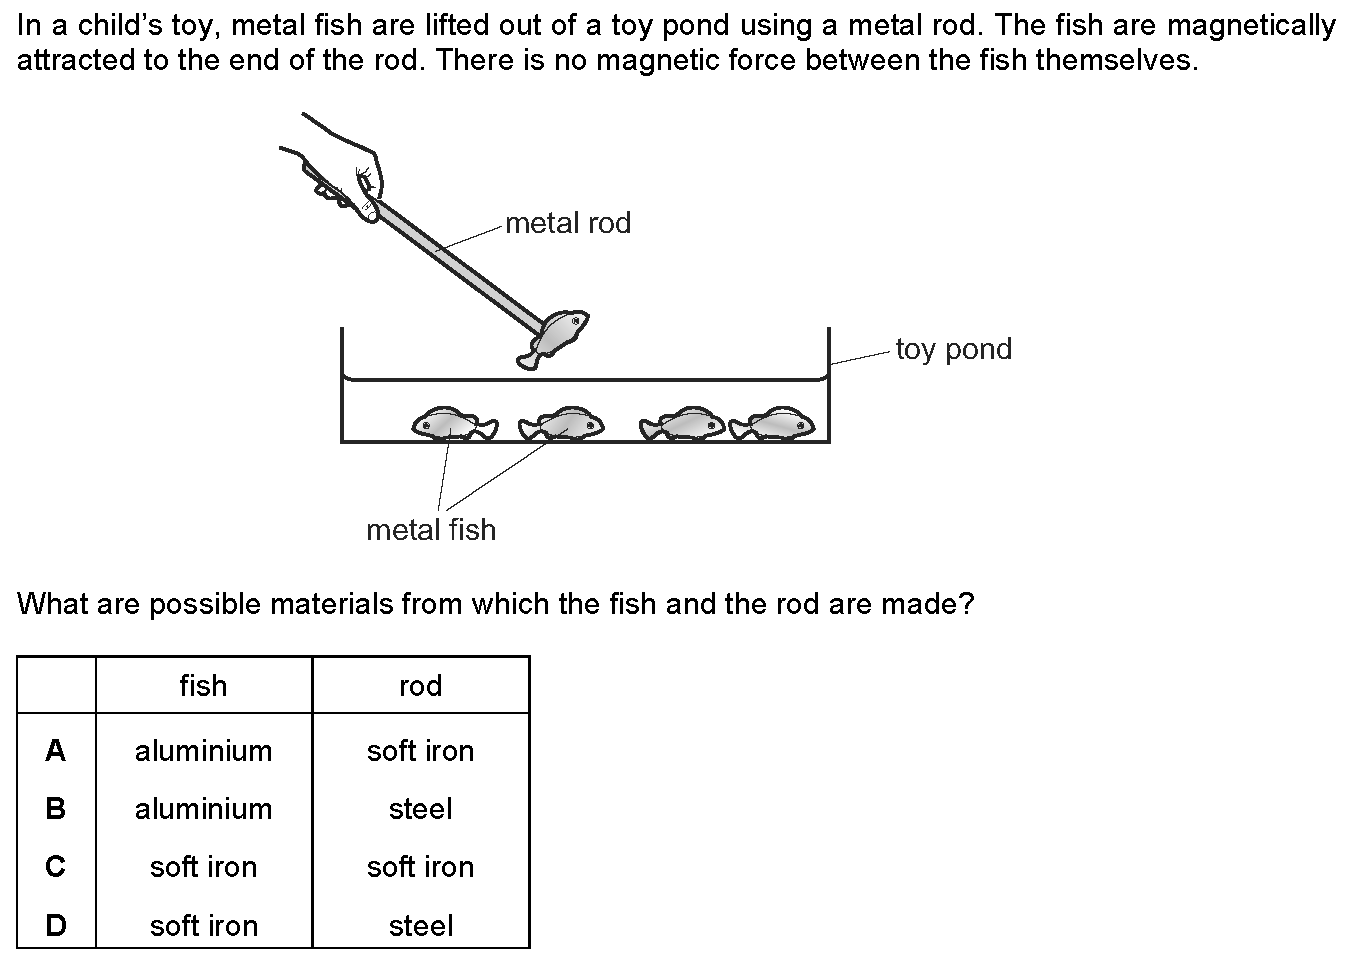 In a child's toy, metal fish are lifted out of a toy pond using a metal rod. The fish are magnetically
attracted to the end of the rod. There is no magnetic force between the fish themselves.
metal rod
toy pond
metal fish
What are possible materials from which the fish and the rod are made?
fish rod
A aluminium soft iron
B aluminium steel
C soft iron soft iron
D soft iron steel